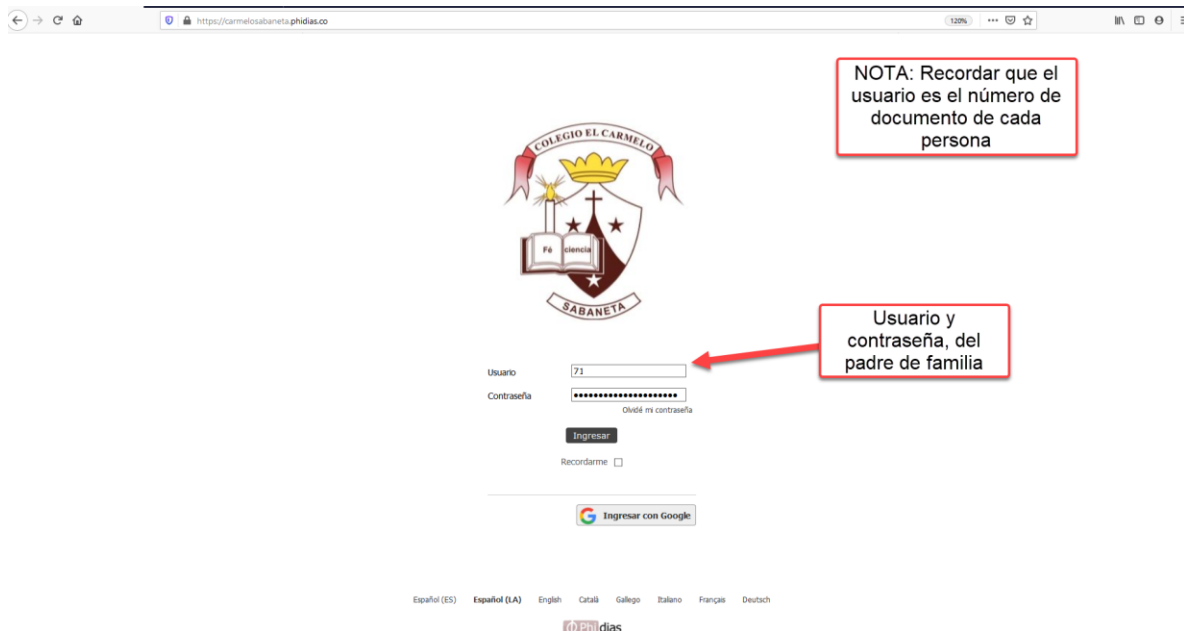 https://carmelosabaneta.phidias.co
120%
NOTA: Recordar que el
usuario es el número de
documento de cada
persona
COLEGIO EL CARMELO
Fé ciencia
SABANETA
Usuario y
contraseña, del
padre de familia
Usuario 71
Contraseña
Olvidé mi contraseña
Ingresar
Recordarme
Ingresar con Google
Español (ES) Español (LA) English Català Gallego Italiano Français Deutsch
Phidias